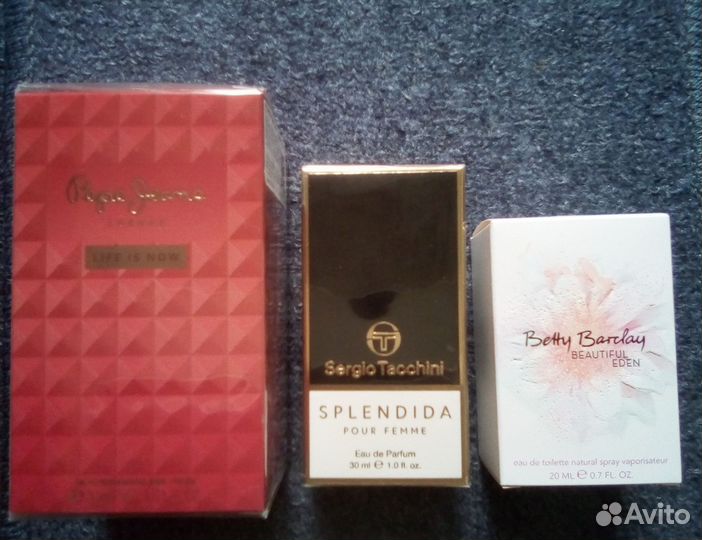 Pepe Jeans
LONDON
LIFE IS NOW
Sergio Tacchini
SPLENDIDA
POUR FEMME
Eau de Parfum
30 ml e 1.0 fl. oz.
Betty Barclay
BEAUTIFUL
EDEN
eau de toilette natural spray vaporisateur
20 ML e 0.7 FL. OZ.
Avito